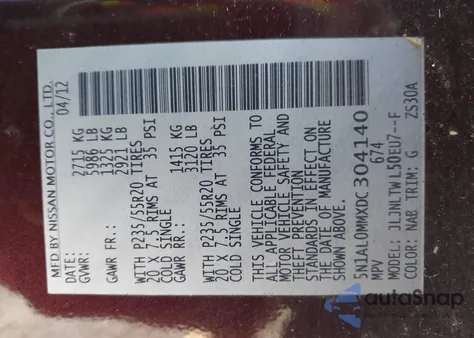 MFD BY NISSAN MOTOR CO., LTD.
DATE: 04/12
GVWR: 2715 KG
5986 LB
GAWR FR.: 1325 KG
2921 LB
WITH P235/55R20 TIRES
20 X 7.5 RIMS AT 35 PSI
COLD SINGLE
GAWR RR.: 1415 KG
3120 LB
WITH P235/55R20 TIRES
20 X 7.5 RIMS AT 35 PSI
COLD SINGLE
THIS VEHICLE CONFORMS TO
ALL APPLICABLE FEDERAL
MOTOR VEHICLE SAFETY AND
THEFT PREVENTION
STANDARDS IN EFFECT ON
THE DATE OF MANUFACTURE
SHOWN ABOVE.
5N1AL0MMXDC304140
MPV 674
MODEL: JLJNLTWL50EU7--F
COLOR: NAB TRIM: G ZS30A
autoSnap